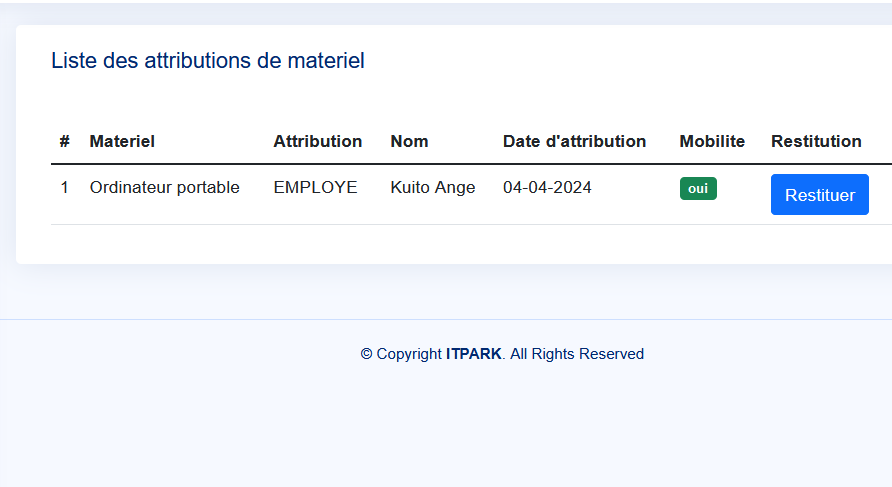 Liste des attributions de materiel
# Materiel Attribution Nom Date d'attribution Mobilite Restitution
1 Ordinateur portable EMPLOYE Kuito Ange 04-04-2024 oui Restituer
© Copyright ITPARK. All Rights Reserved